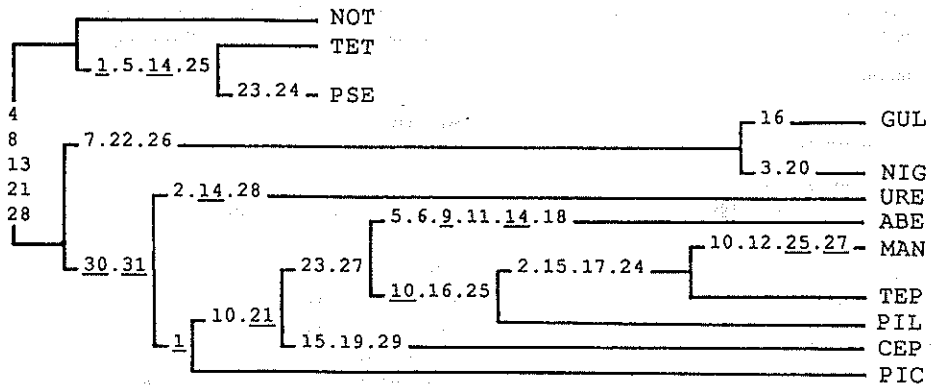 NOT
TET
1.5.14.25
23.24 PSE
4
16 GUL
8 7.22.26
13
3.20 NIG
21 2.14.28 URE
28 5.6.9.11.14.18 ABE
10.12.25.27 MAN
30.31 23.27 2.15.17.24
10.16.25 TEP
10.21 PIL
1 15.19.29 CEP
PIC